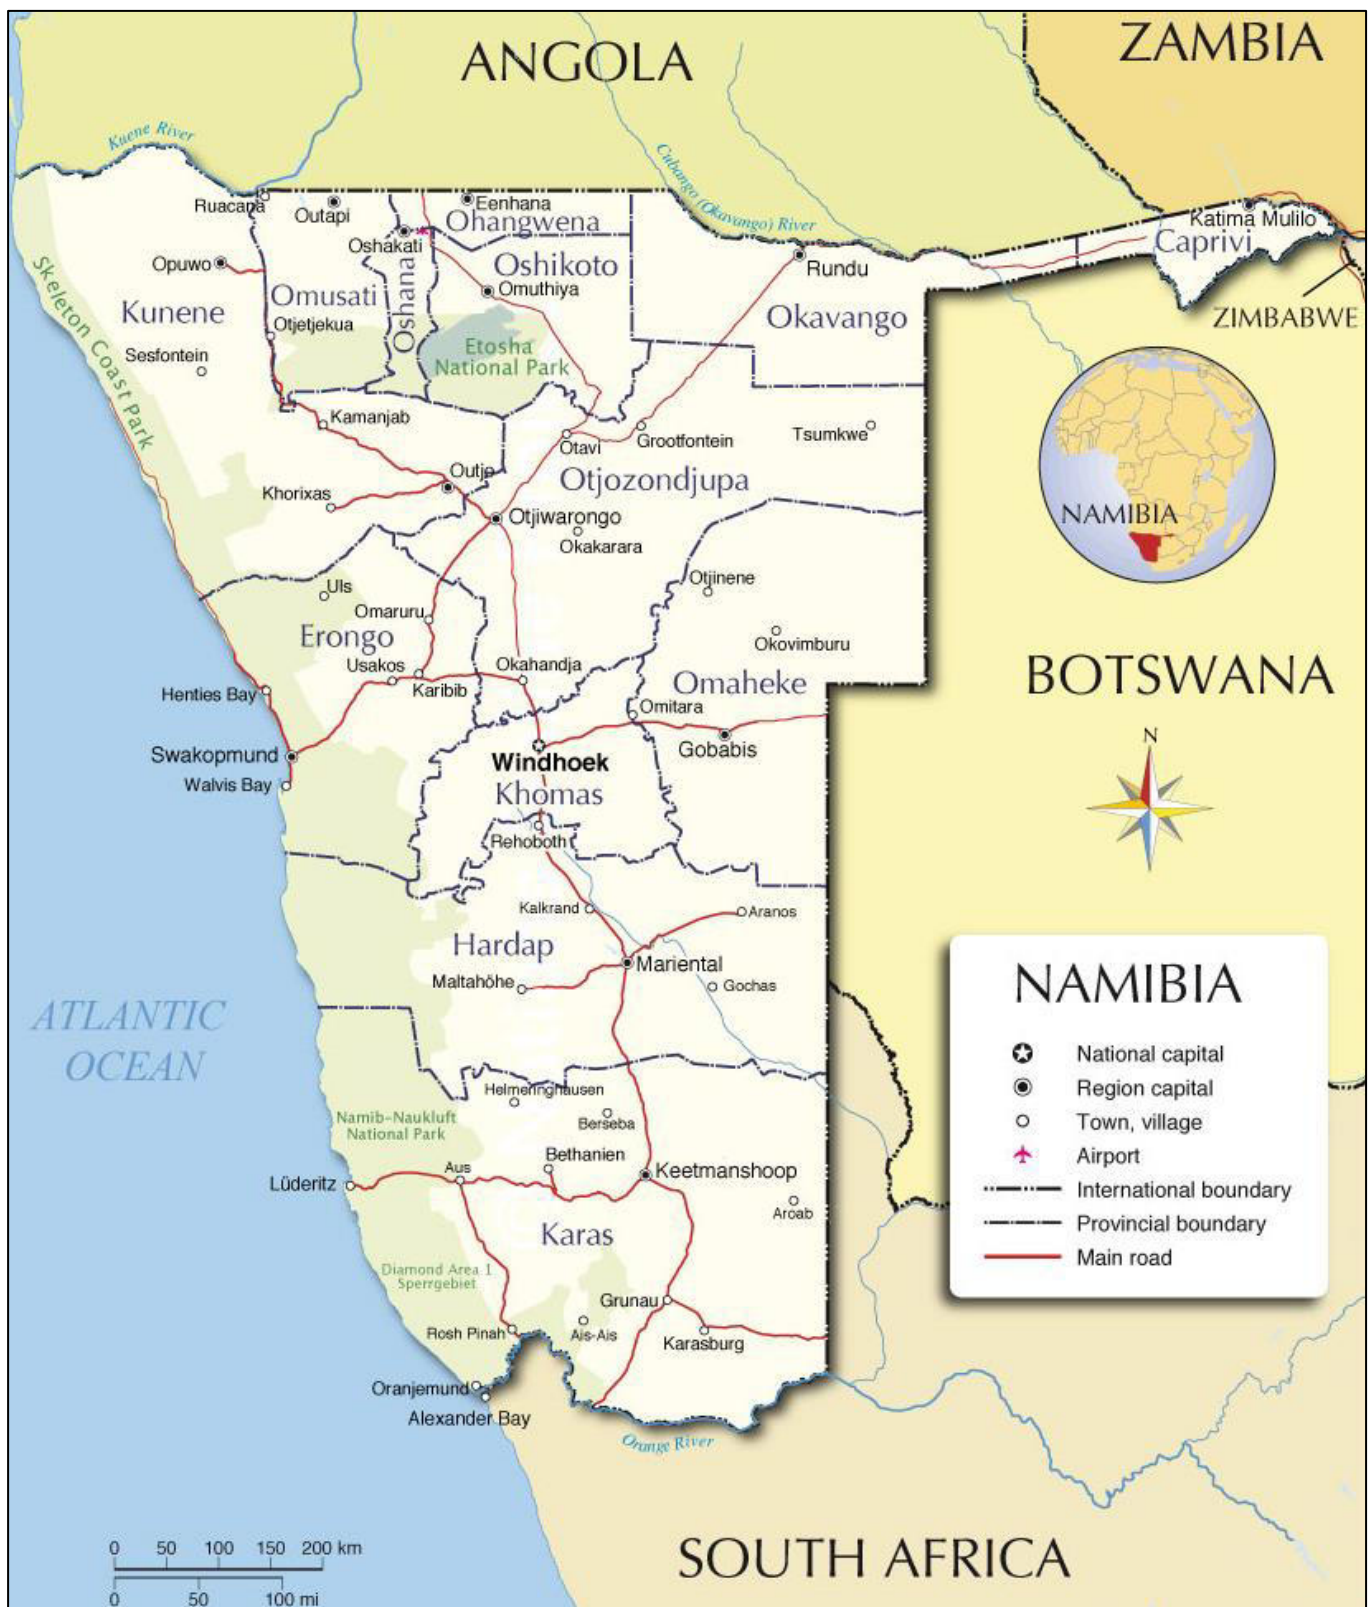 ANGOLA
ZAMBIA
Kuene River
Cubango (Okavango) River
Ruacana
Outapi
Eenhana
Ohangwena
Katima Mulilo
Caprivi
Oshakati
Opuwo
Oshikoto
Rundu
Omuthiya
Omusati
Oshana
Kunene
Okavango
ZIMBABWE
Skeleton Coast Park
Otjetjekua
Sesfontein
Etosha
National Park
Kamanjab
Otavi
Grootfontein
Tsumkwe
Outjo
Otjozondjupa
Khorixas
Otjiwarongo
Okakarara
NAMIBIA
Otjinene
Uls
Omaruru
Erongo
Okovimburu
Usakos
Karibib
Okahandja
Omaheke
BOTSWANA
Henties Bay
Omitara
Swakopmund
Gobabis
N
Windhoek
Walvis Bay
Khomas
Rehoboth
Kalkrand
Aranos
Hardap
Mariental
Maltahöhe
Gochas
ATLANTIC
OCEAN
NAMIBIA
National capital
Region capital
Town, village
Airport
International boundary
Provincial boundary
Main road
Helmeringhausen
Namib-Naukluft
National Park
Berseba
Bethanien
Aus
Keetmanshoop
Lüderitz
Aroab
Karas
Diamond Area 1
Sperrgebiet
Grunau
Rosh Pinah
Ais-Ais
Karasburg
Oranjemund
Alexander Bay
Orange River
SOUTH AFRICA
0 50 100 150 200 km
0 50 100 mi